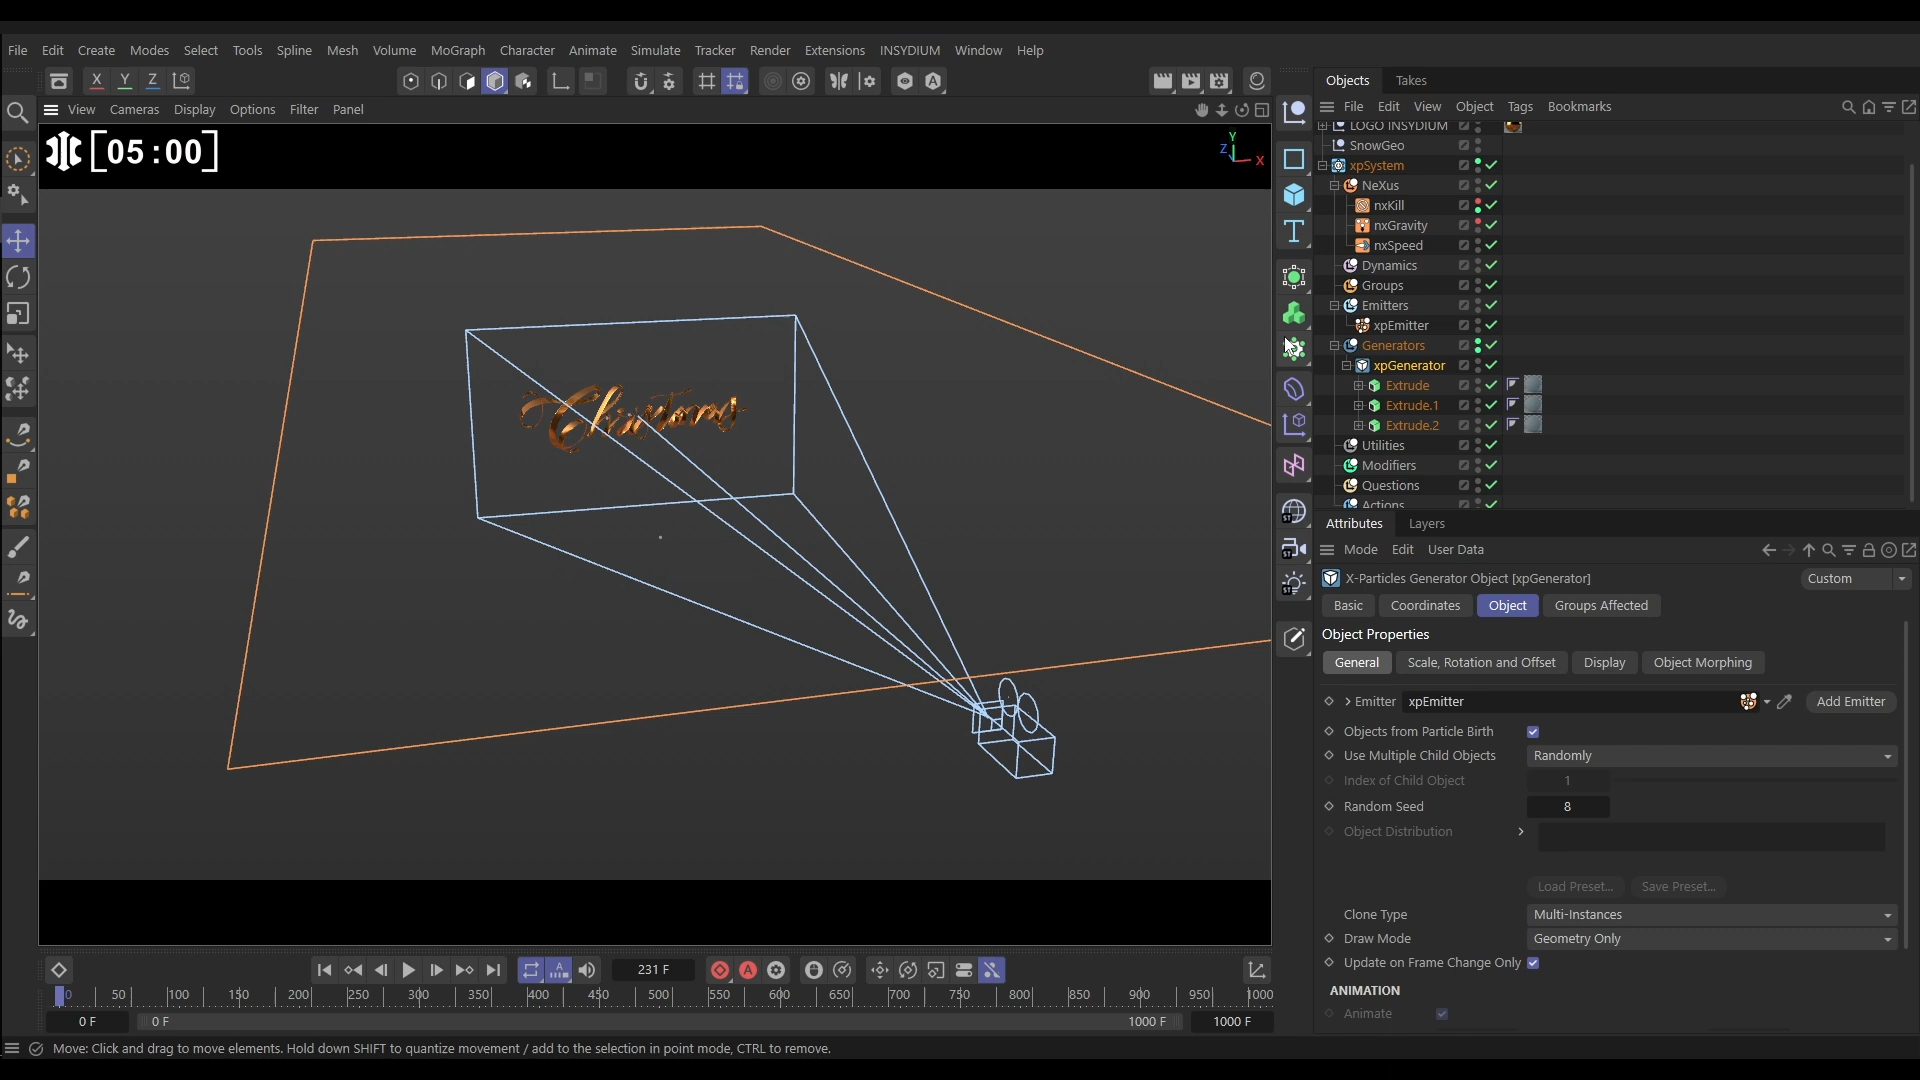 File Edit Create Modes Select Tools Spline Mesh Volume MoGraph Character Animate Simulate Tracker Render Extensions INSYDIUM Window Help
X Y Z
Objects Takes
View Cameras Display Options Filter Panel
File Edit View Object Tags Bookmarks
[05:00]
Y
Z
X
LOGO INSYDIUM
SnowGeo
xpSystem
NeXus
nxKill
nxGravity
nxSpeed
Dynamics
Groups
Emitters
xpEmitter
Generators
xpGenerator
Extrude
Extrude.1
Extrude.2
Utilities
Modifiers
Questions
Actions
Christmas
Attributes Layers
Mode Edit User Data
X-Particles Generator Object [xpGenerator]
Custom
Basic Coordinates Object Groups Affected
Object Properties
General Scale, Rotation and Offset Display Object Morphing
Emitter xpEmitter Add Emitter
Objects from Particle Birth
Use Multiple Child Objects Randomly
Index of Child Object 1
Random Seed 8
Object Distribution
Load Preset... Save Preset...
Clone Type Multi-Instances
Draw Mode Geometry Only
Update on Frame Change Only
ANIMATION
Animate
231 F
0 50 100 150 200 250 300 350 400 450 500 550 600 650 700 750 800 850 900 950 1000
0 F 0 F 1000 F 1000 F
Move: Click and drag to move elements. Hold down SHIFT to quantize movement / add to the selection in point mode, CTRL to remove.